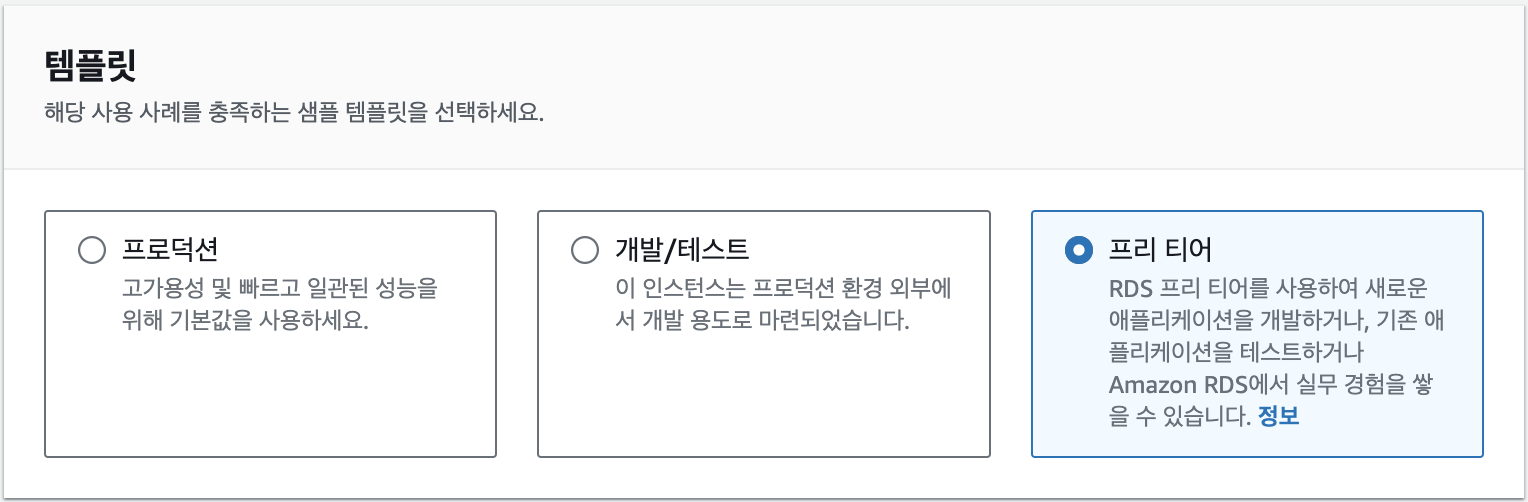 템플릿
해당 사용 사례를 충족하는 샘플 템플릿을 선택하세요.
프로덕션
고가용성 및 빠르고 일관된 성능을
위해 기본값을 사용하세요.
개발/테스트
이 인스턴스는 프로덕션 환경 외부에
서 개발 용도로 마련되었습니다.
프리 티어
RDS 프리 티어를 사용하여 새로운
애플리케이션을 개발하거나, 기존 애
플리케이션을 테스트하거나
Amazon RDS에서 실무 경험을 쌓
을 수 있습니다. 정보